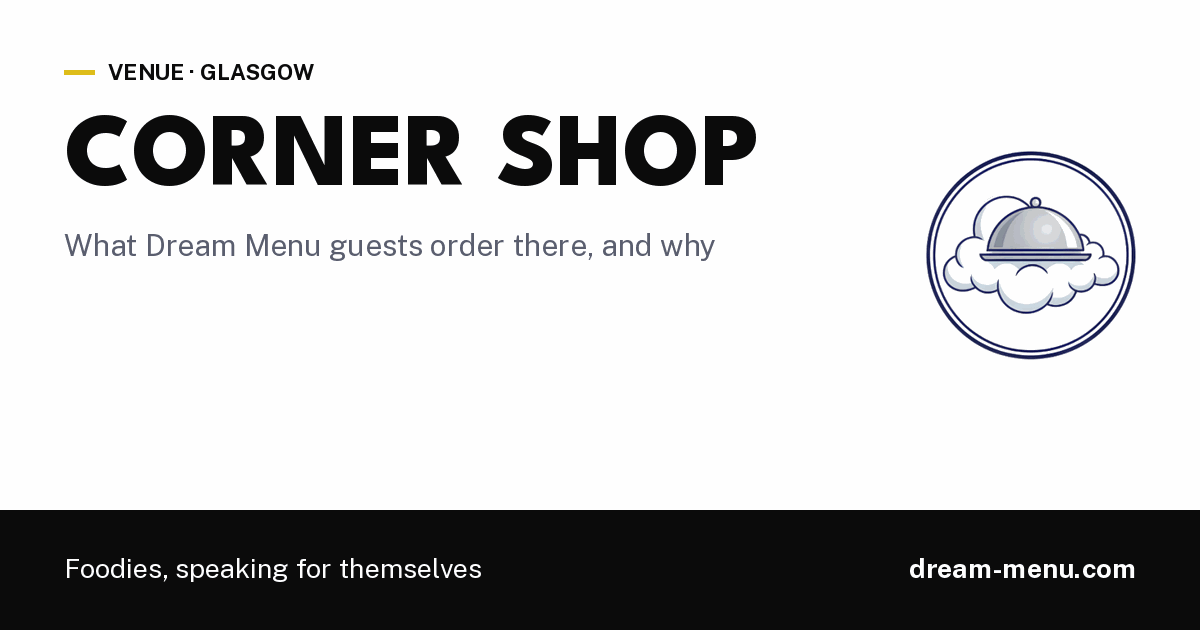 VENUE · GLASGOW
CORNER SHOP
What Dream Menu guests order there, and why
Foodies, speaking for themselves
dream-menu.com